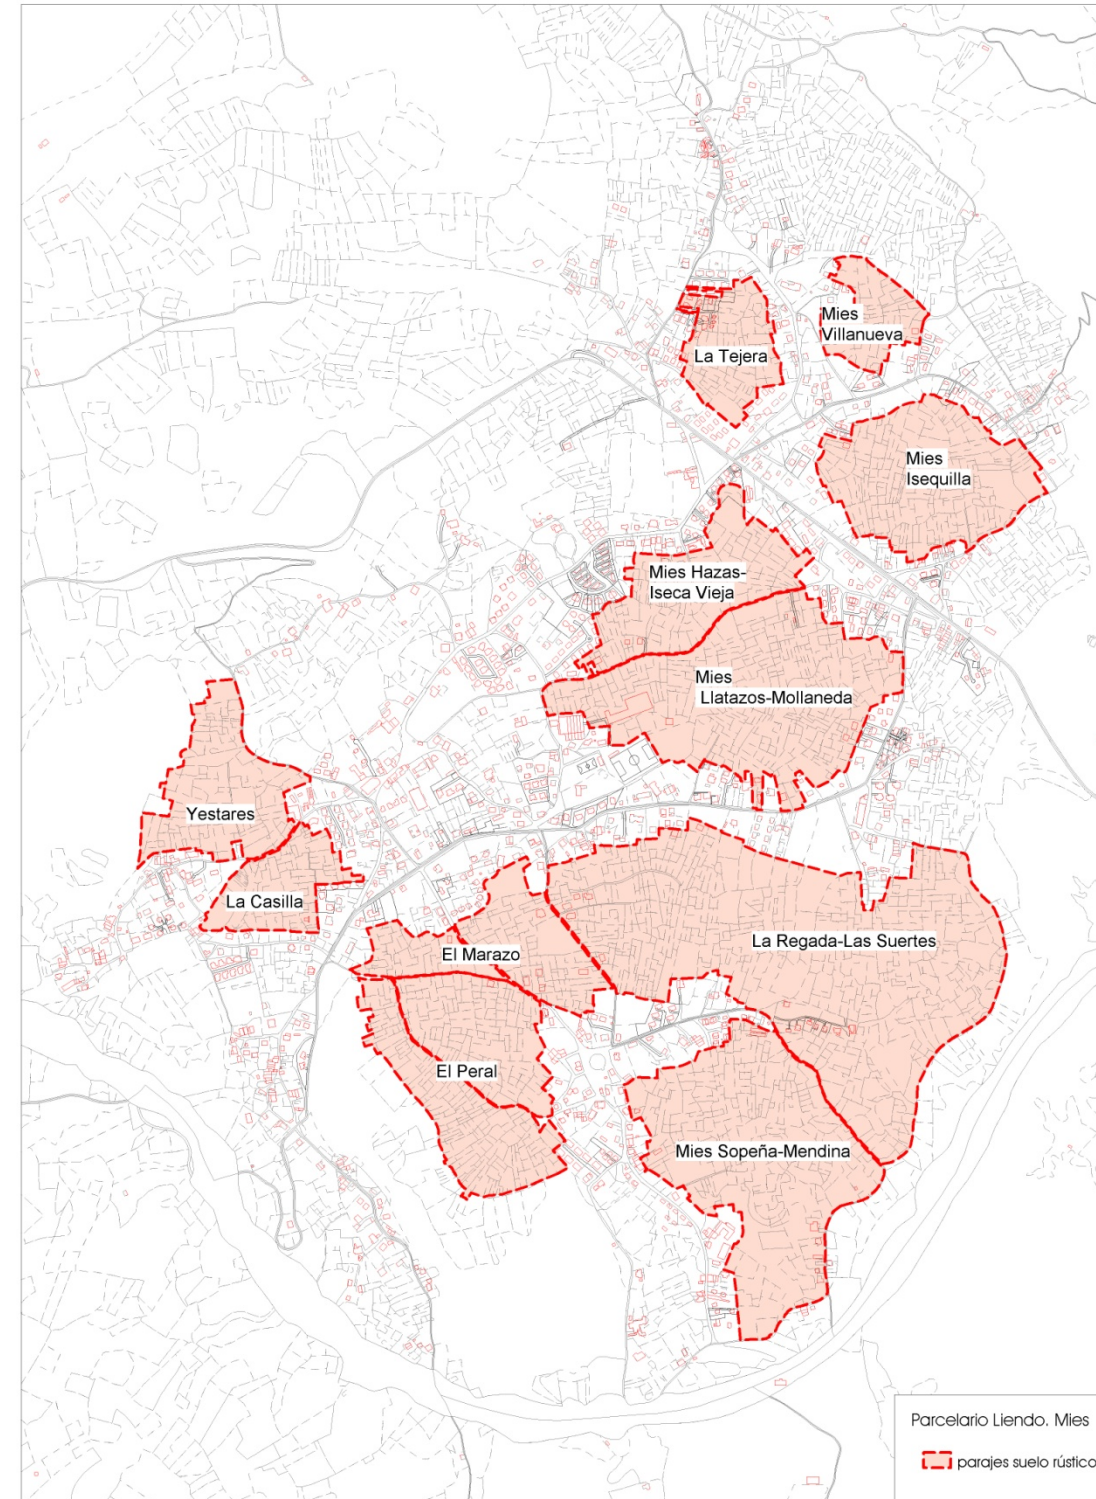 Mies
Villanueva
La Tejera
Mies
Isequilla
Mies Hazas-
Iseca Vieja
Mies
Llatazos-Mollaneda
Yestares
La Casilla
El Marazo
La Regada-Las Suertes
El Peral
Mies Sopeña-Mendina
Parcelario Liendo. Mies
parajes suelo rústico